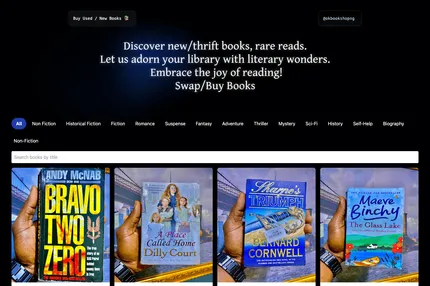 Buy Used / New Books
@okbookshopng
Discover new/thrift books, rare reads.
Let us adorn your library with literary wonders.
Embrace the joy of reading!
Swap/Buy Books
All Non Fiction Historical Fiction Fiction Romance Suspense Fantasy Adventure Thriller Mystery Sci-Fi History Self-Help Biography
Non-Fiction
Search books by title
ANDY McNAB
BRAVO
TWO
ZERO
A Place
Called Home
Dilly Court
Sharpe's
TRIUMPH
BERNARD
CORNWELL
Maeve
Binchy
The Glass Lake